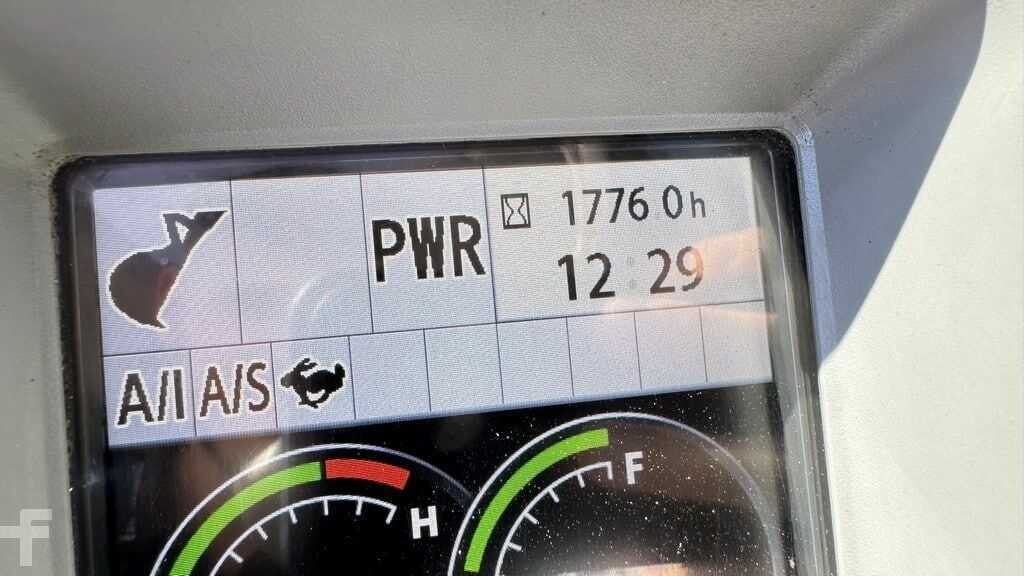 PWR
1776.0h
12:29
A/I A/S
H
F